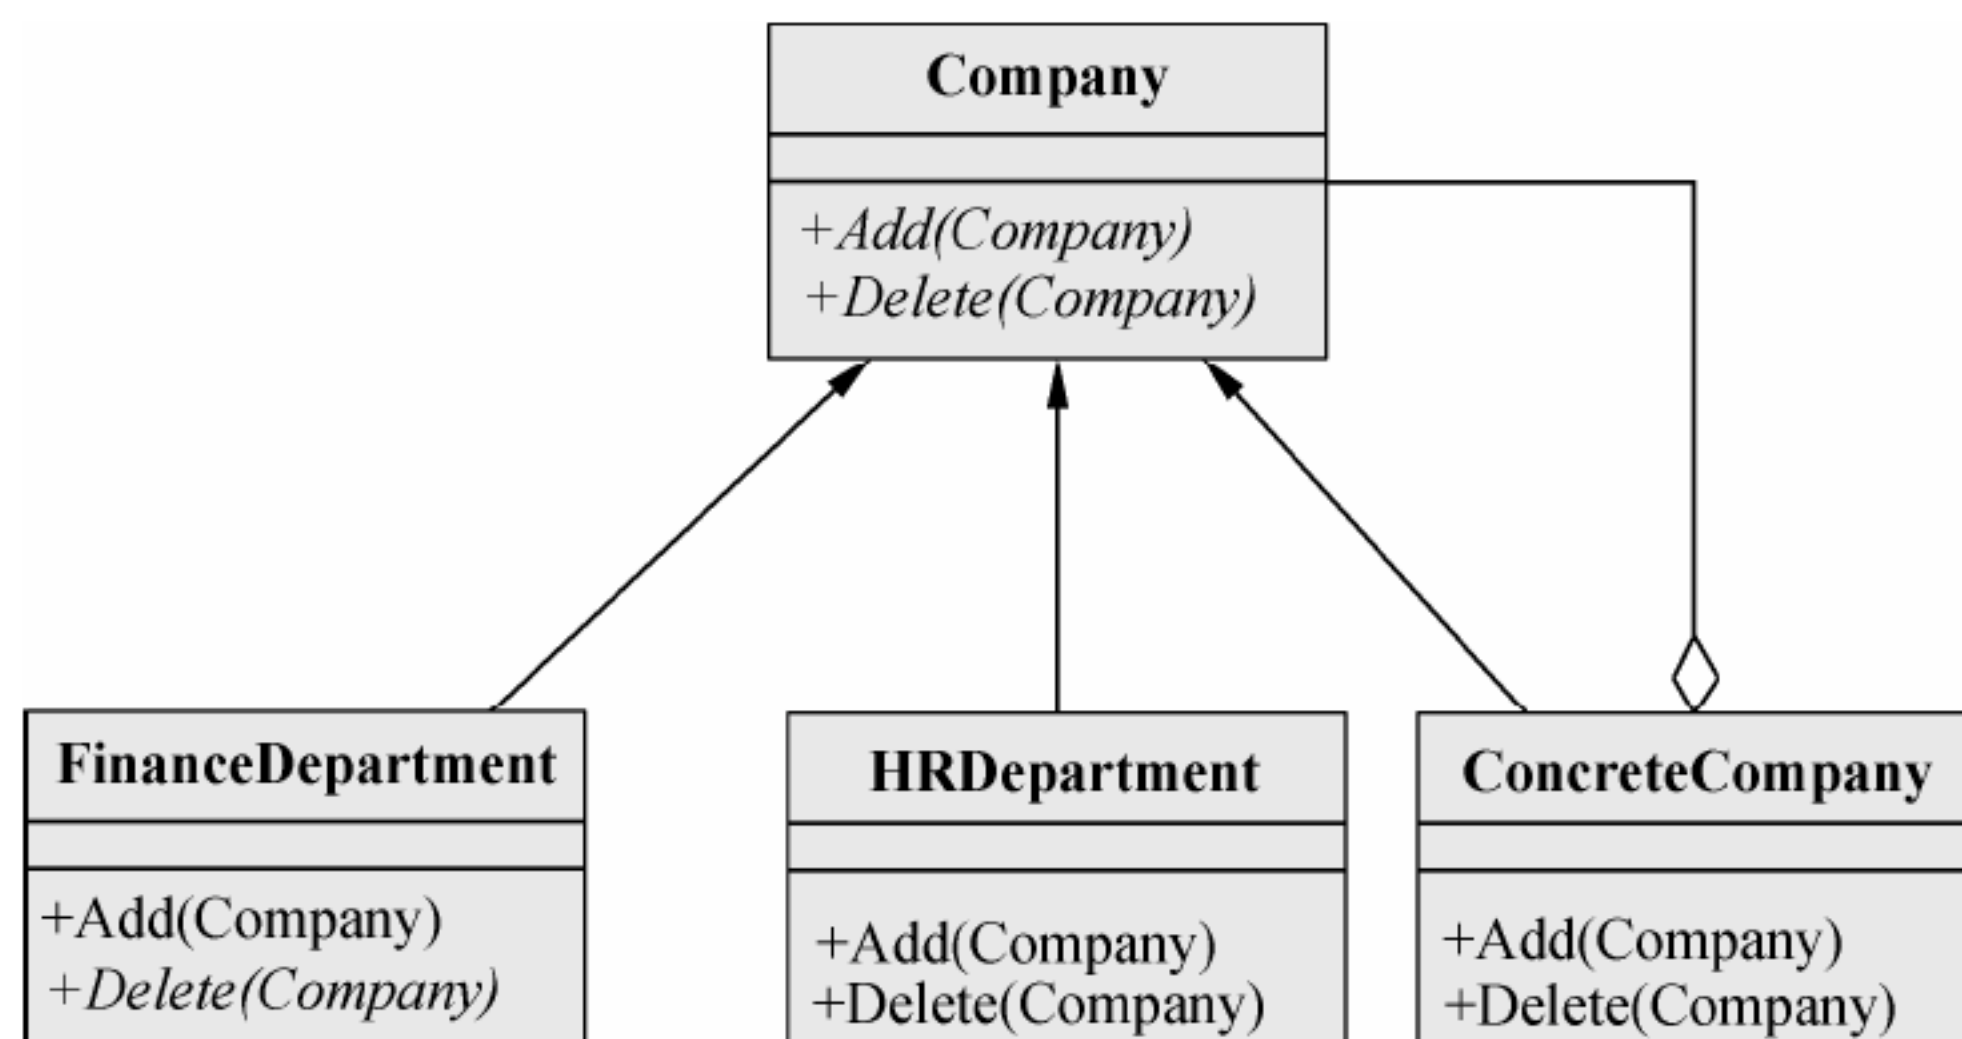 Company
+Add(Company)
+Delete(Company)
FinanceDepartment
+Add(Company)
+Delete(Company)
HRDepartment
+Add(Company)
+Delete(Company)
ConcreteCompany
+Add(Company)
+Delete(Company)